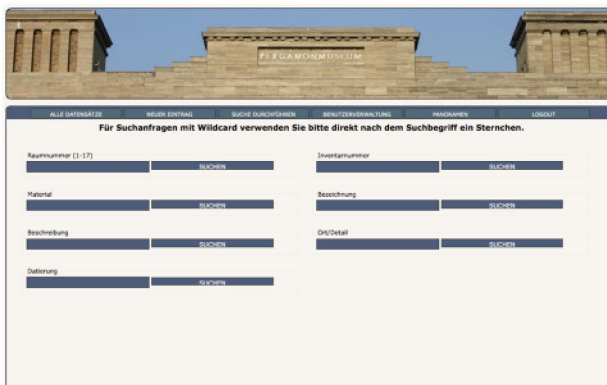 PERGAMONMUSEUM
ALLE DATENSÄTZE NEUER EINTRAG SUCHE DURCHFÜHREN BENUTZERVERWALTUNG PANORAMEN LOGOUT
Für Suchanfragen mit Wildcard verwenden Sie bitte direkt nach dem Suchbegriff ein Sternchen.
Raumnummer (1-17) Inventarnummer
SUCHEN SUCHEN
Material Bezeichnung
SUCHEN SUCHEN
Beschreibung Ort/Detail
SUCHEN SUCHEN
Datierung
SUCHEN